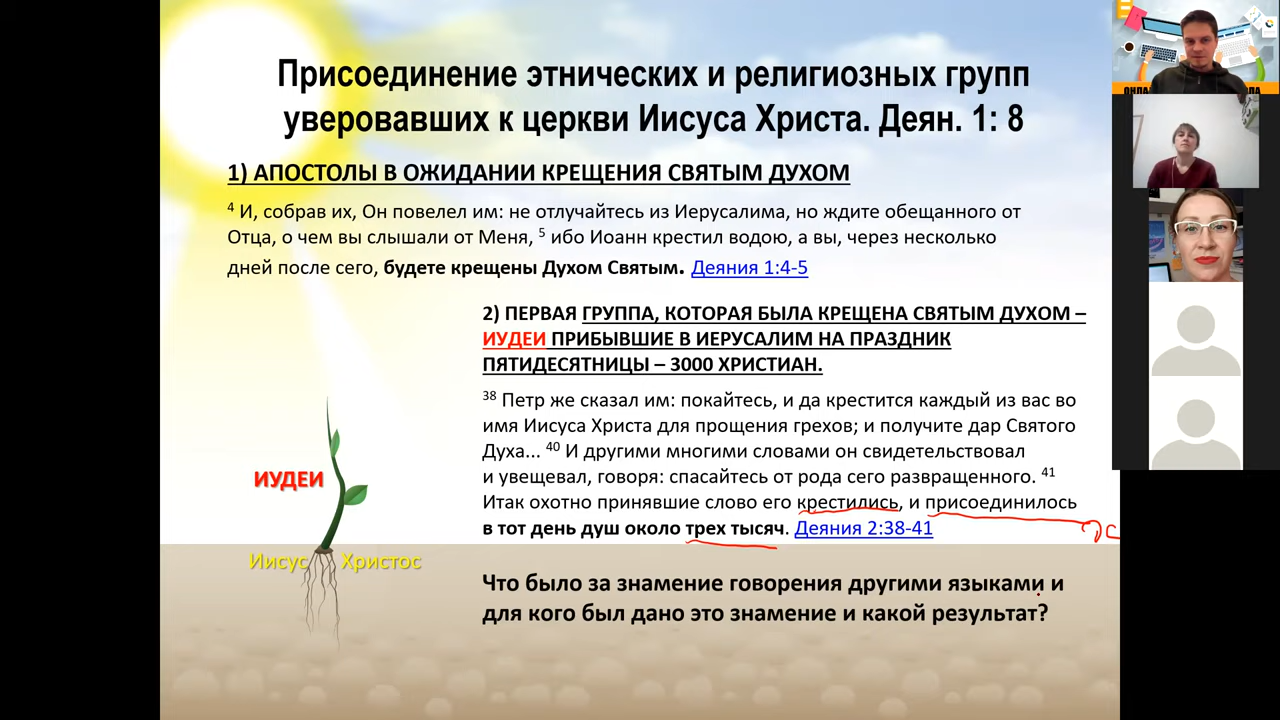 Присоединение этнических и религиозных групп
уверовавших к церкви Иисуса Христа. Деян. 1: 8
1) АПОСТОЛЫ В ОЖИДАНИИ КРЕЩЕНИЯ СВЯТЫМ ДУХОМ
4 И, собрав их, Он повелел им: не отлучайтесь из Иерусалима, но ждите обещанного от
Отца, о чем вы слышали от Меня, 5 ибо Иоанн крестил водою, а вы, через несколько
дней после сего, будете крещены Духом Святым. Деяния 1:4-5
2) ПЕРВАЯ ГРУППА, КОТОРАЯ БЫЛА КРЕЩЕНА СВЯТЫМ ДУХОМ –
ИУДЕИ ПРИБЫВШИЕ В ИЕРУСАЛИМ НА ПРАЗДНИК
ПЯТИДЕСЯТНИЦЫ – 3000 ХРИСТИАН.
38 Петр же сказал им: покайтесь, и да крестится каждый из вас во
имя Иисуса Христа для прощения грехов; и получите дар Святого
Духа... 40 И другими многими словами он свидетельствовал
и увещевал, говоря: спасайтесь от рода сего развращенного. 41
Итак охотно принявшие слово его крестились, и присоединилось
в тот день душ около трех тысяч. Деяния 2:38-41
ИУДЕИ
Иисус Христос
Что было за знамение говорения другими языками и
для кого был дано это знамение и какой результат?